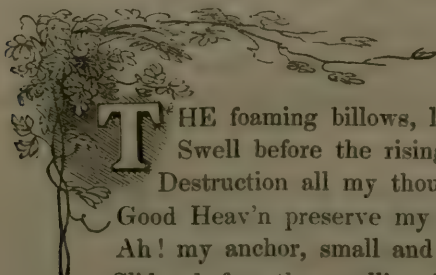 THE foaming billows,
Swell before the rising
Destruction all my
Good Heav'n preserve my
Ah! my anchor, small and